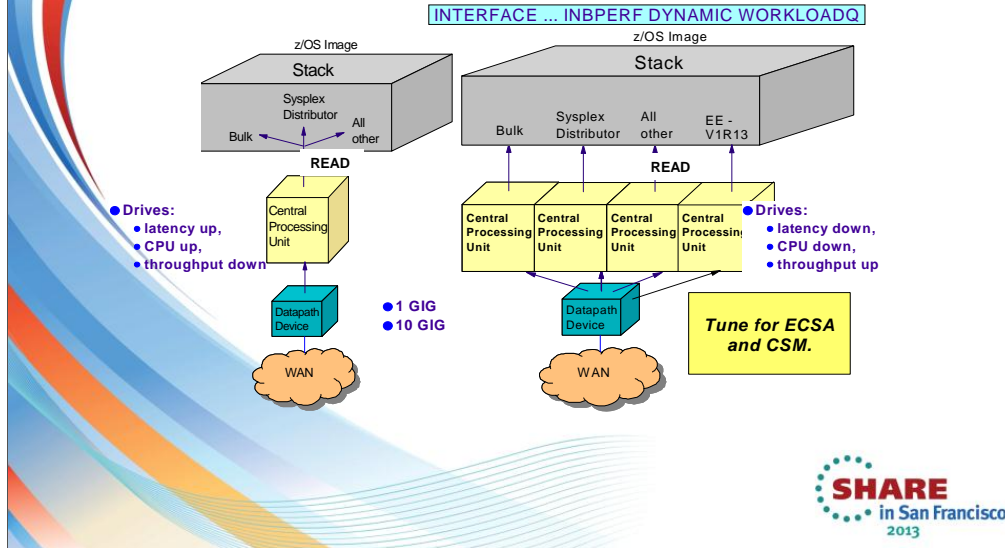 INTERFACE ... INBPERF DYNAMIC WORKLOADQ
z/OS Image
Stack
Sysplex
Distributor
Bulk
All
other
READ
Central
Processing
Unit
Drives:
latency up,
CPU up,
throughput down
Datapath
Device
1 GIG
10 GIG
WAN
z/OS Image
Stack
Bulk
Sysplex
Distributor
All
other
EE -
V1R13
READ
Central
Processing
Unit
Central
Processing
Unit
Central
Processing
Unit
Central
Processing
Unit
Drives:
latency down,
CPU down,
throughput up
Datapath
Device
WAN
Tune for ECSA
and CSM.
SHARE
in San Francisco
2013